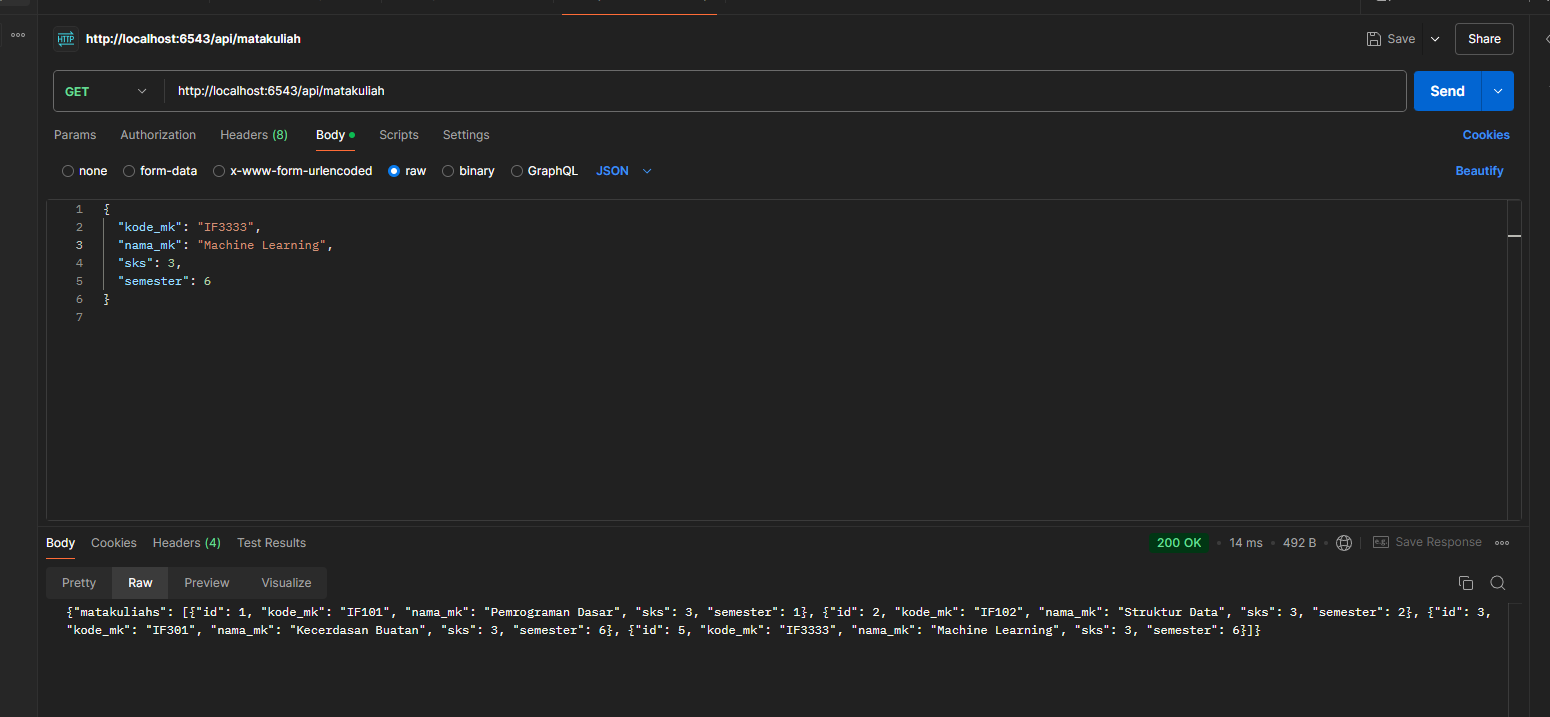 HTTP http://localhost:6543/api/matakuliah Save Share
GET http://localhost:6543/api/matakuliah Send
Params Authorization Headers (8) Body Scripts Settings Cookies
none form-data x-www-form-urlencoded raw binary GraphQL JSON Beautify
1 {
2 "kode_mk": "IF3333",
3 "nama_mk": "Machine Learning",
4 "sks": 3,
5 "semester": 6
6 }
7
Body Cookies Headers (4) Test Results 200 OK • 14 ms • 492 B • e.g. Save Response
Pretty Raw Preview Visualize
{"matakuliahs": [{"id": 1, "kode_mk": "IF101", "nama_mk": "Pemrograman Dasar", "sks": 3, "semester": 1}, {"id": 2, "kode_mk": "IF102", "nama_mk": "Struktur Data", "sks": 3, "semester": 2}, {"id": 3,
"kode_mk": "IF301", "nama_mk": "Kecerdasan Buatan", "sks": 3, "semester": 6}, {"id": 5, "kode_mk": "IF3333", "nama_mk": "Machine Learning", "sks": 3, "semester": 6}]}